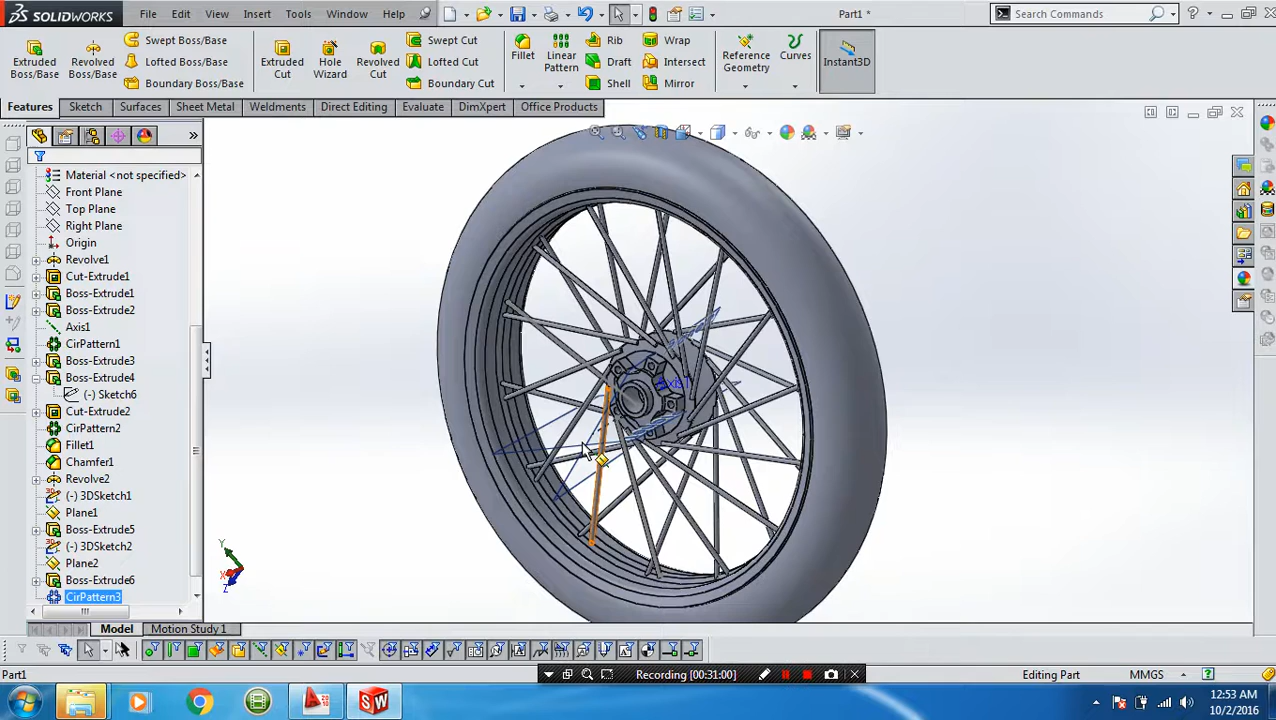 SOLIDWORKS File Edit View Insert Tools Window Help Part1 * Search Commands
Extruded Boss/Base Revolved Boss/Base Swept Boss/Base Extruded Cut Hole Wizard Revolved Cut Swept Cut Fillet Linear Pattern Rib Wrap Reference Geometry Curves Instant3D
Lofted Boss/Base Lofted Cut Draft Intersect
Boundary Boss/Base Boundary Cut Shell Mirror
Features Sketch Surfaces Sheet Metal Weldments Direct Editing Evaluate DimXpert Office Products
Material <not specified>
Front Plane
Top Plane
Right Plane
Origin
Revolve1
Cut-Extrude1
Boss-Extrude1
Boss-Extrude2
Axis1
CirPattern1
Boss-Extrude3
Boss-Extrude4
(-) Sketch6
Cut-Extrude2
CirPattern2
Fillet1
Chamfer1
Revolve2
(-) 3DSketch1
Plane1
Boss-Extrude5
(-) 3DSketch2
Plane2
Boss-Extrude6
CirPattern3
Axis1
Y
X
Z
Model Motion Study 1
Part1 Recording [00:31:00] Editing Part MMGS
12:53 AM
10/2/2016